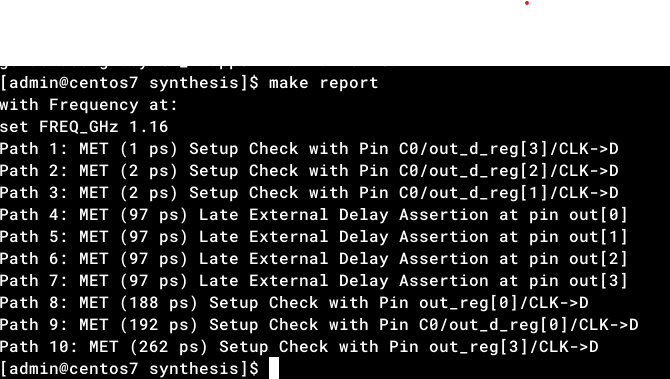 [admin@centos7 synthesis]$ make report
with Frequency at:
set FREQ_GHz 1.16
Path 1: MET (1 ps) Setup Check with Pin C0/out_d_reg[3]/CLK->D
Path 2: MET (2 ps) Setup Check with Pin C0/out_d_reg[2]/CLK->D
Path 3: MET (2 ps) Setup Check with Pin C0/out_d_reg[1]/CLK->D
Path 4: MET (97 ps) Late External Delay Assertion at pin out[0]
Path 5: MET (97 ps) Late External Delay Assertion at pin out[1]
Path 6: MET (97 ps) Late External Delay Assertion at pin out[2]
Path 7: MET (97 ps) Late External Delay Assertion at pin out[3]
Path 8: MET (188 ps) Setup Check with Pin out_reg[0]/CLK->D
Path 9: MET (192 ps) Setup Check with Pin C0/out_d_reg[0]/CLK->D
Path 10: MET (262 ps) Setup Check with Pin out_reg[3]/CLK->D
[admin@centos7 synthesis]$